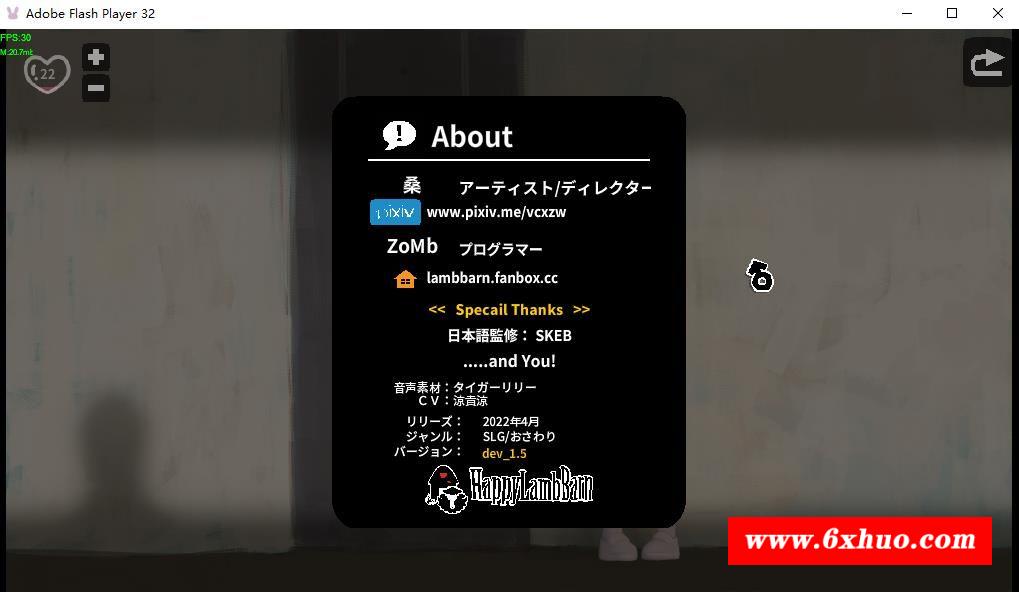 Adobe Flash Player 32
FPS:30
22
About
桑 アーティスト/ディレクター
pixiv www.pixiv.me/vcxzw
ZoMb プログラマー
lambbarn.fanbox.cc
<< Specail Thanks >>
日本語監修： SKEB
.....and You!
音声素材：タイガーリリー
ＣＶ：涼貴涼
リリーズ： 2022年4月
ジャンル： SLG/おさわり
バージョン： dev_1.5
HappyLambBarn
www.6xhuo.com